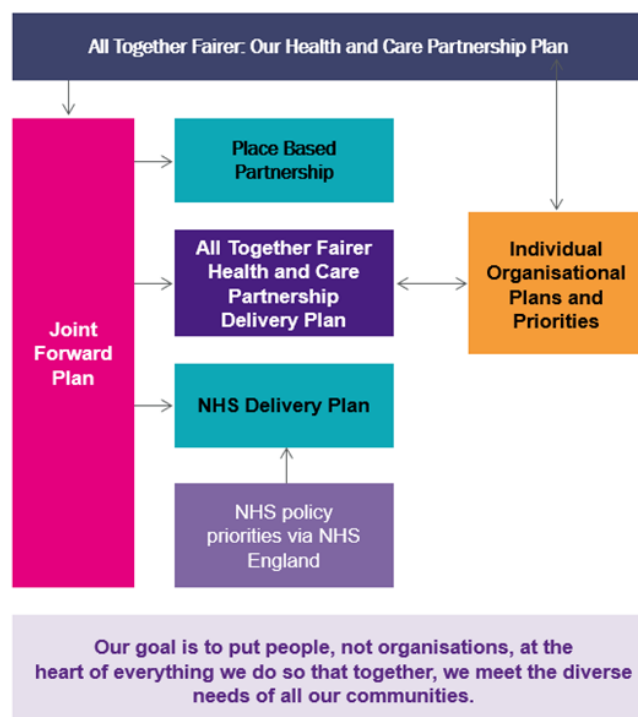 All Together Fairer: Our Health and Care Partnership Plan
Joint
Forward
Plan
Place Based
Partnership
All Together Fairer
Health and Care
Partnership
Delivery Plan
NHS Delivery Plan
NHS policy
priorities via NHS
England
Individual
Organisational
Plans and
Priorities
Our goal is to put people, not organisations, at the
heart of everything we do so that together, we meet the diverse
needs of all our communities.